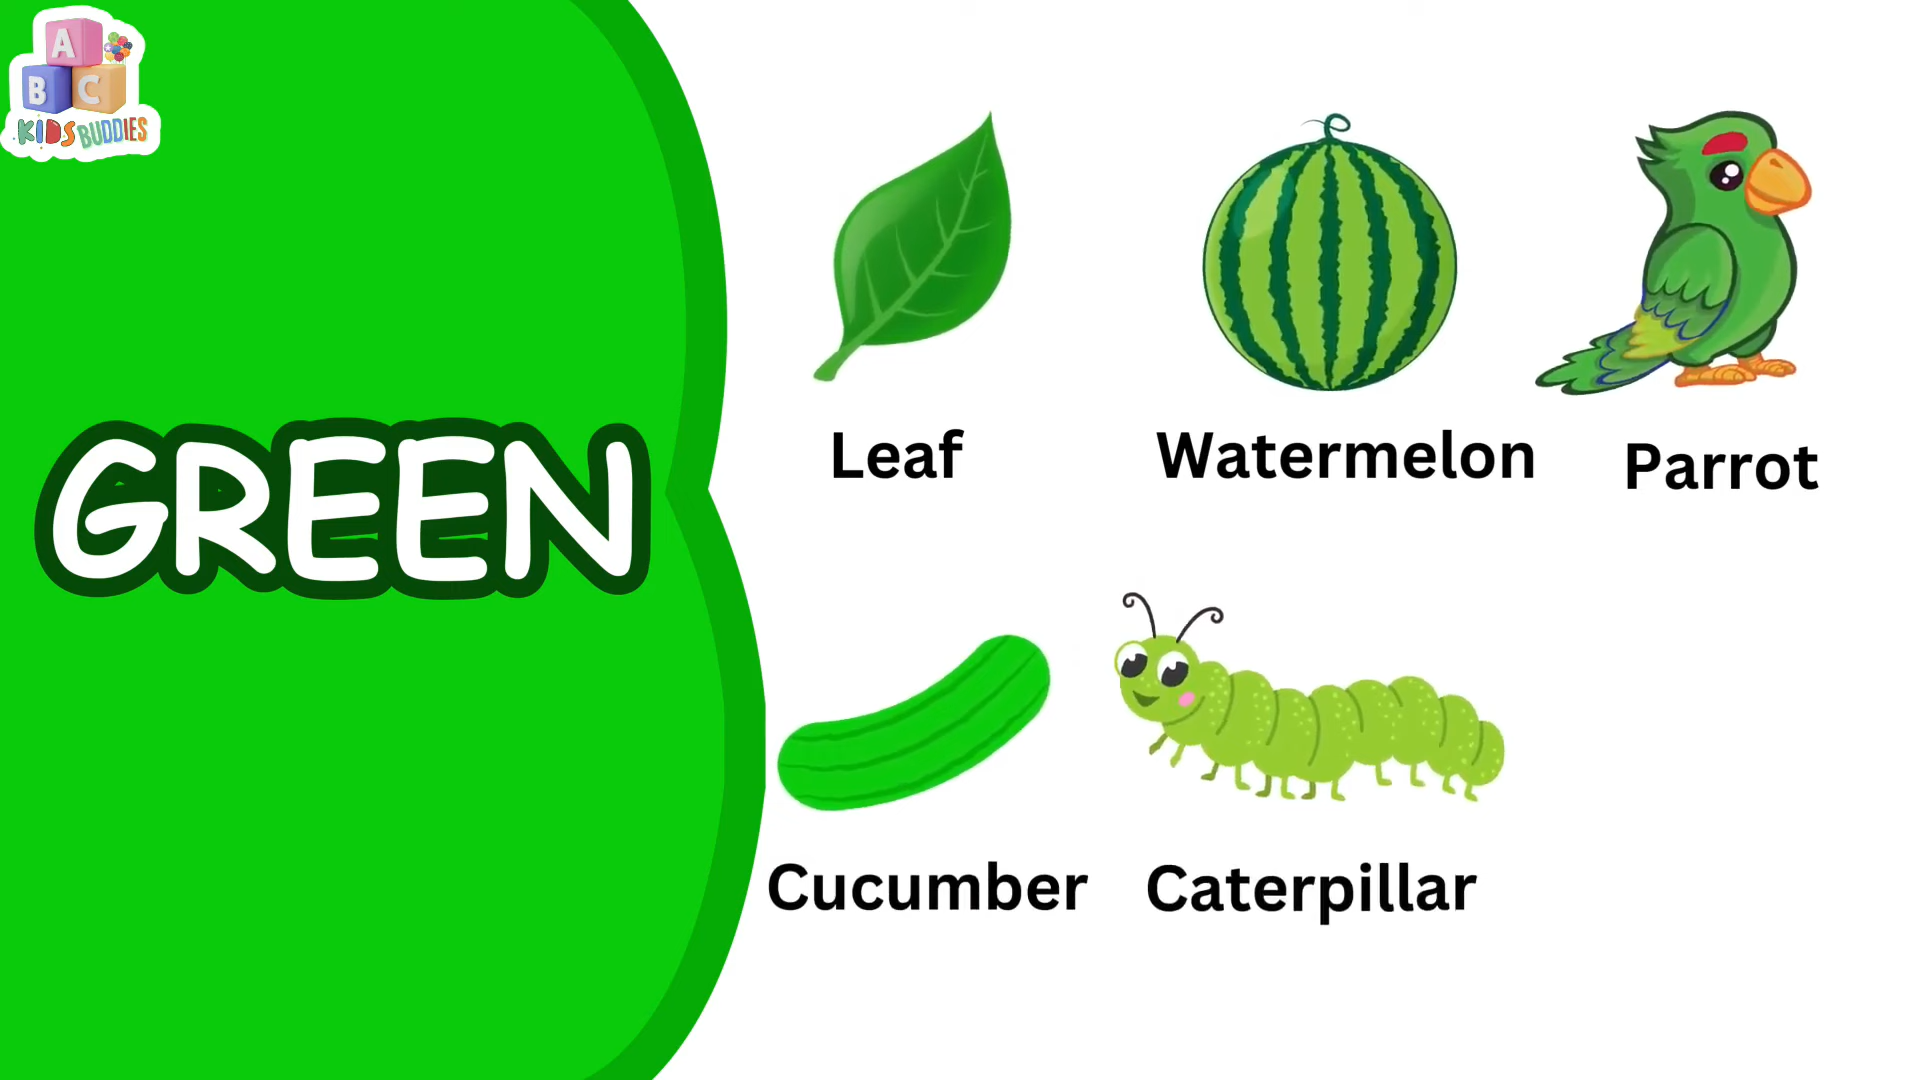 A
B C
KIDS BUDDIES
GREEN
Leaf
Watermelon
Parrot
Cucumber
Caterpillar